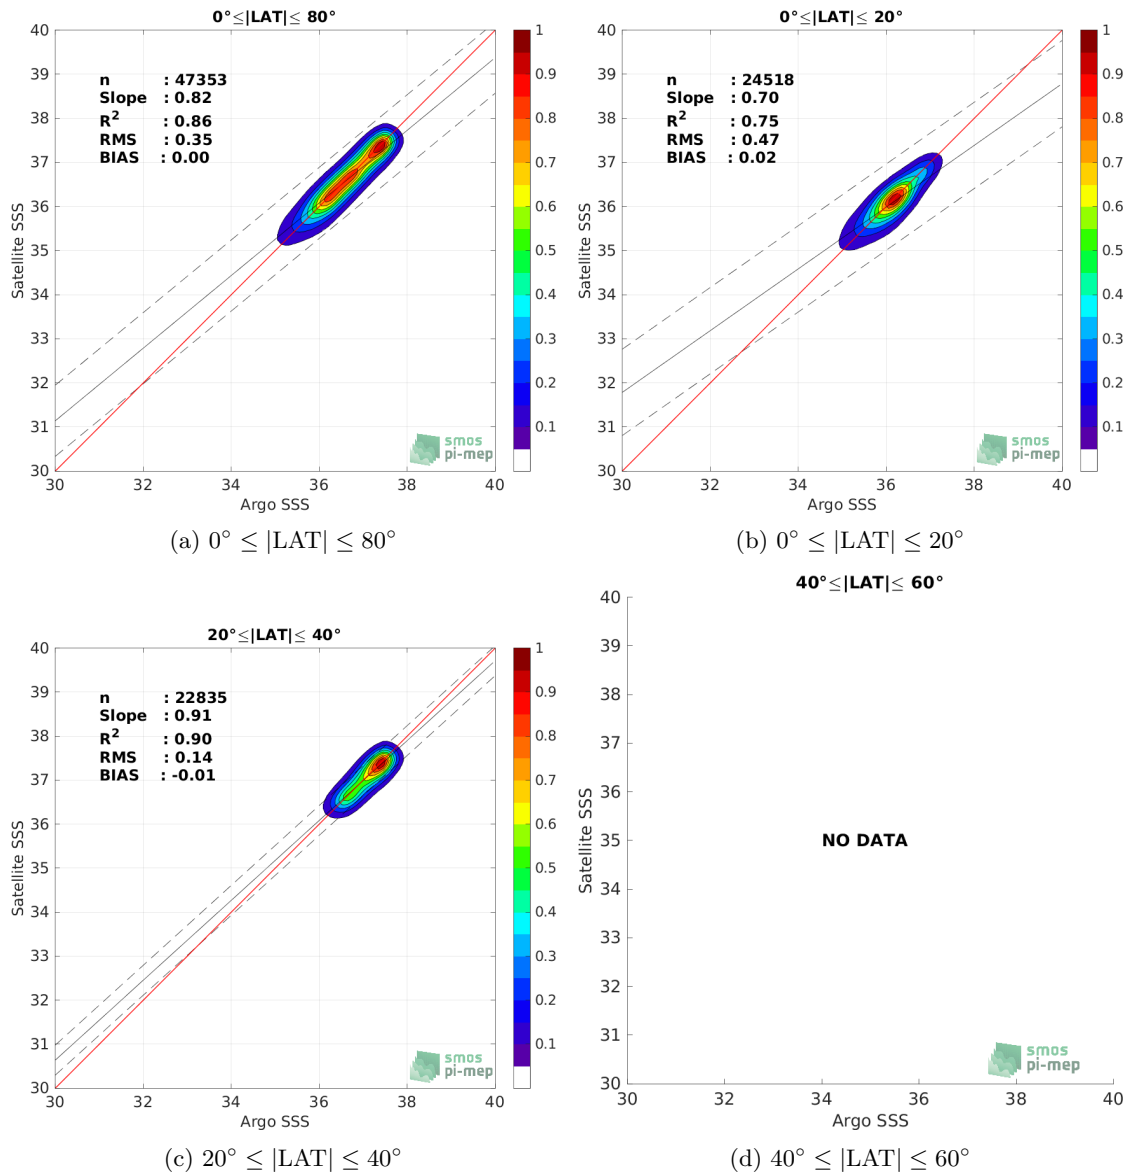 0°≤|LAT|≤ 80°
40
39
38
37
36
35
34
33
32
31
30
Satellite SSS
n : 47353
Slope : 0.82
R2 : 0.86
RMS : 0.35
BIAS : 0.00
30 32 34 36 38 40
Argo SSS
1
0.9
0.8
0.7
0.6
0.5
0.4
0.3
0.2
0.1
smos
pi-mep
(a) 0° ≤ |LAT| ≤ 80°
0°≤|LAT|≤ 20°
40
39
38
37
36
35
34
33
32
31
30
Satellite SSS
n : 24518
Slope : 0.70
R2 : 0.75
RMS : 0.47
BIAS : 0.02
30 32 34 36 38 40
Argo SSS
1
0.9
0.8
0.7
0.6
0.5
0.4
0.3
0.2
0.1
smos
pi-mep
(b) 0° ≤ |LAT| ≤ 20°
20°≤|LAT|≤ 40°
40
39
38
37
36
35
34
33
32
31
30
Satellite SSS
n : 22835
Slope : 0.91
R2 : 0.90
RMS : 0.14
BIAS : -0.01
30 32 34 36 38 40
Argo SSS
1
0.9
0.8
0.7
0.6
0.5
0.4
0.3
0.2
0.1
smos
pi-mep
(c) 20° ≤ |LAT| ≤ 40°
40°≤|LAT|≤ 60°
40
39
38
37
36
35
34
33
32
31
30
Satellite SSS
NO DATA
30 32 34 36 38 40
Argo SSS
smos
pi-mep
(d) 40° ≤ |LAT| ≤ 60°